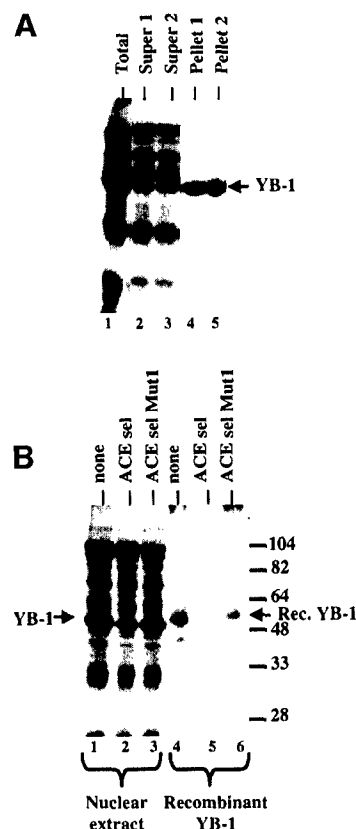 A
Total
Super 1
Super 2
Pellet 1
Pellet 2
YB-1
1 2 3 4 5
B
none
ACE sel
ACE sel Mut1
none
ACE sel
ACE sel Mut1
104
82
64
YB-1
Rec. YB-1
48
33
28
1 2 3 4 5 6
Nuclear extract
Recombinant YB-1